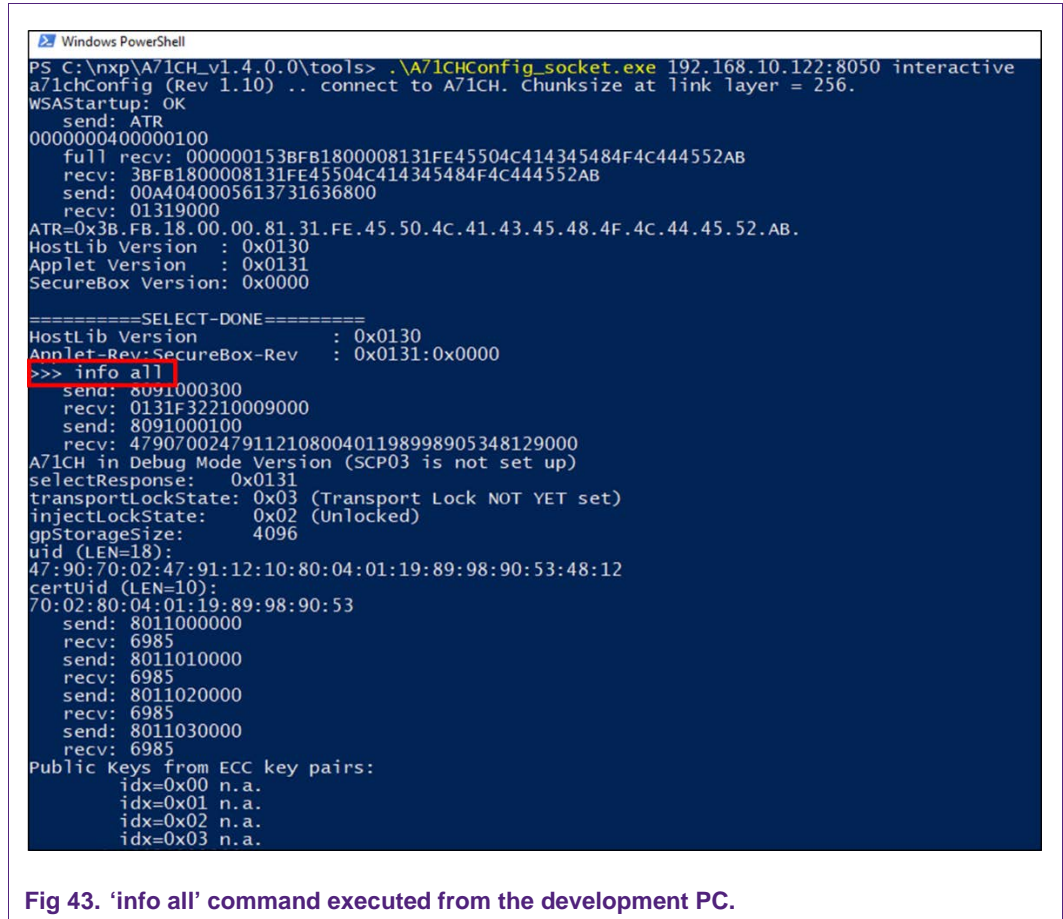 Windows PowerShell
PS C:\nxp\A71CH_v1.4.0.0\tools> .\A71CHConfig_socket.exe 192.168.10.122:8050 interactive
a71chConfig (Rev 1.10) .. connect to A71CH. Chunksize at link layer = 256.
WSAStartup: OK
send: ATR
0000000400000100
full recv: 000000153BFB1800008131FE45504C414345484F4C444552AB
recv: 3BFB1800008131FE45504C414345484F4C444552AB
send: 00A4040005613731636800
recv: 01319000
ATR=0x3B.FB.18.00.00.81.31.FE.45.50.4C.41.43.45.48.4F.4C.44.45.52.AB.
HostLib Version  : 0x0130
Applet Version   : 0x0131
SecureBox Version: 0x0000
==========SELECT-DONE=========
HostLib Version              : 0x0130
Applet-Rev:SecureBox-Rev   : 0x0131:0x0000
>>> info all
send: 8091000300
recv: 0131F32210009000
send: 8091000100
recv: 4790700247911210800401198998905348129000
A71CH in Debug Mode Version (SCP03 is not set up)
selectResponse:   0x0131
transportLockState: 0x03 (Transport Lock NOT YET set)
injectLockState:    0x02 (Unlocked)
gpStorageSize:      4096
uid (LEN=18):
47:90:70:02:47:91:12:10:80:04:01:19:89:98:90:53:48:12
certUid (LEN=10):
70:02:80:04:01:19:89:98:90:53
send: 8011000000
recv: 6985
send: 8011010000
recv: 6985
send: 8011020000
recv: 6985
send: 8011030000
recv: 6985
Public Keys from ECC key pairs:
idx=0x00 n.a.
idx=0x01 n.a.
idx=0x02 n.a.
idx=0x03 n.a.
Fig 43. ‘info all’ command executed from the development PC.